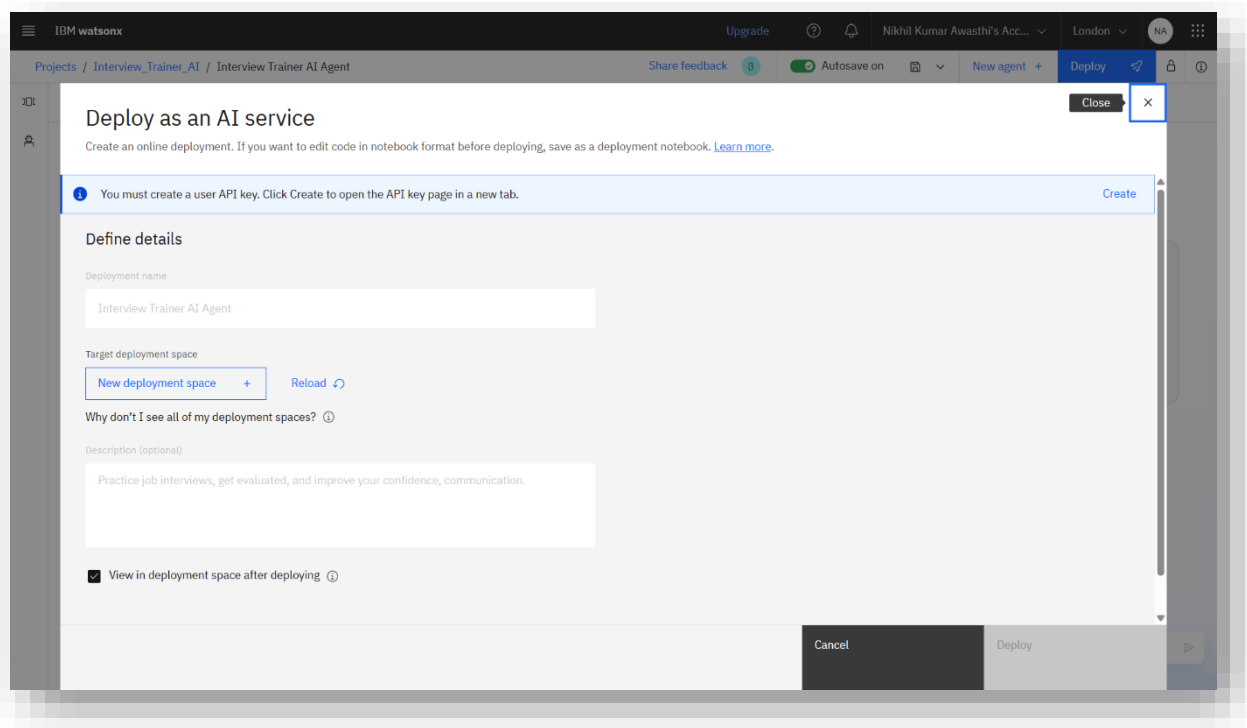 IBM watsonx
Upgrade
Nikhil Kumar Awasthi's Acc...
London
NA
Projects / Interview_Trainer_AI / Interview Trainer AI Agent
Share feedback
β
Autosave on
New agent +
Deploy
Close
Deploy as an AI service
Create an online deployment. If you want to edit code in notebook format before deploying, save as a deployment notebook. Learn more.
You must create a user API key. Click Create to open the API key page in a new tab.
Create
Define details
Deployment name
Interview Trainer AI Agent
Target deployment space
New deployment space +
Reload
Why don't I see all of my deployment spaces?
Description (optional)
Practice job interviews, get evaluated, and improve your confidence, communication.
View in deployment space after deploying
Cancel
Deploy